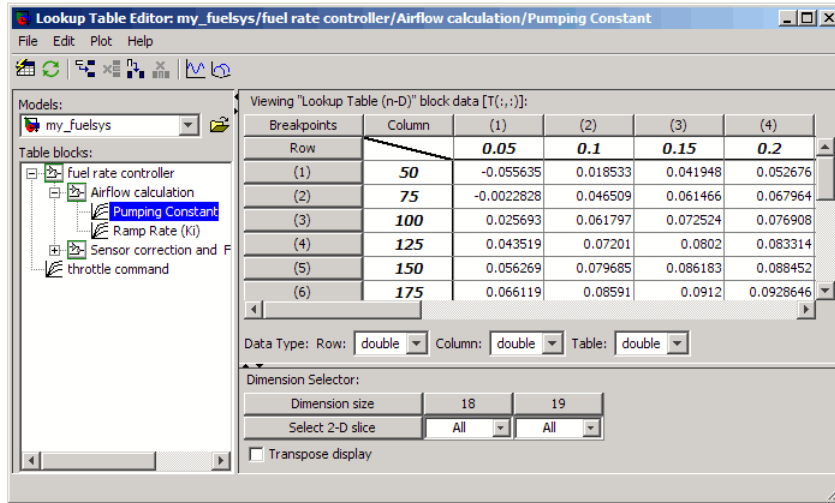 Lookup Table Editor: my_fuelsys/fuel rate controller/Airflow calculation/Pumping Constant
File Edit Plot Help
Models:
my_fuelsys
Table blocks:
fuel rate controller
Airflow calculation
Pumping Constant
Ramp Rate (Ki)
Sensor correction and F
throttle command
Viewing "Lookup Table (n-D)" block data [T(:,:)]:
Breakpoints Column (1) (2) (3) (4)
Row 0.05 0.1 0.15 0.2
(1) 50 -0.055635 0.018533 0.041948 0.052676
(2) 75 -0.0022828 0.046509 0.061466 0.067964
(3) 100 0.025693 0.061797 0.072524 0.076908
(4) 125 0.043519 0.07201 0.0802 0.083314
(5) 150 0.056269 0.079685 0.086183 0.088452
(6) 175 0.066119 0.08591 0.0912 0.0928646
Data Type: Row: double Column: double Table: double
Dimension Selector:
Dimension size 18 19
Select 2-D slice All All
Transpose display